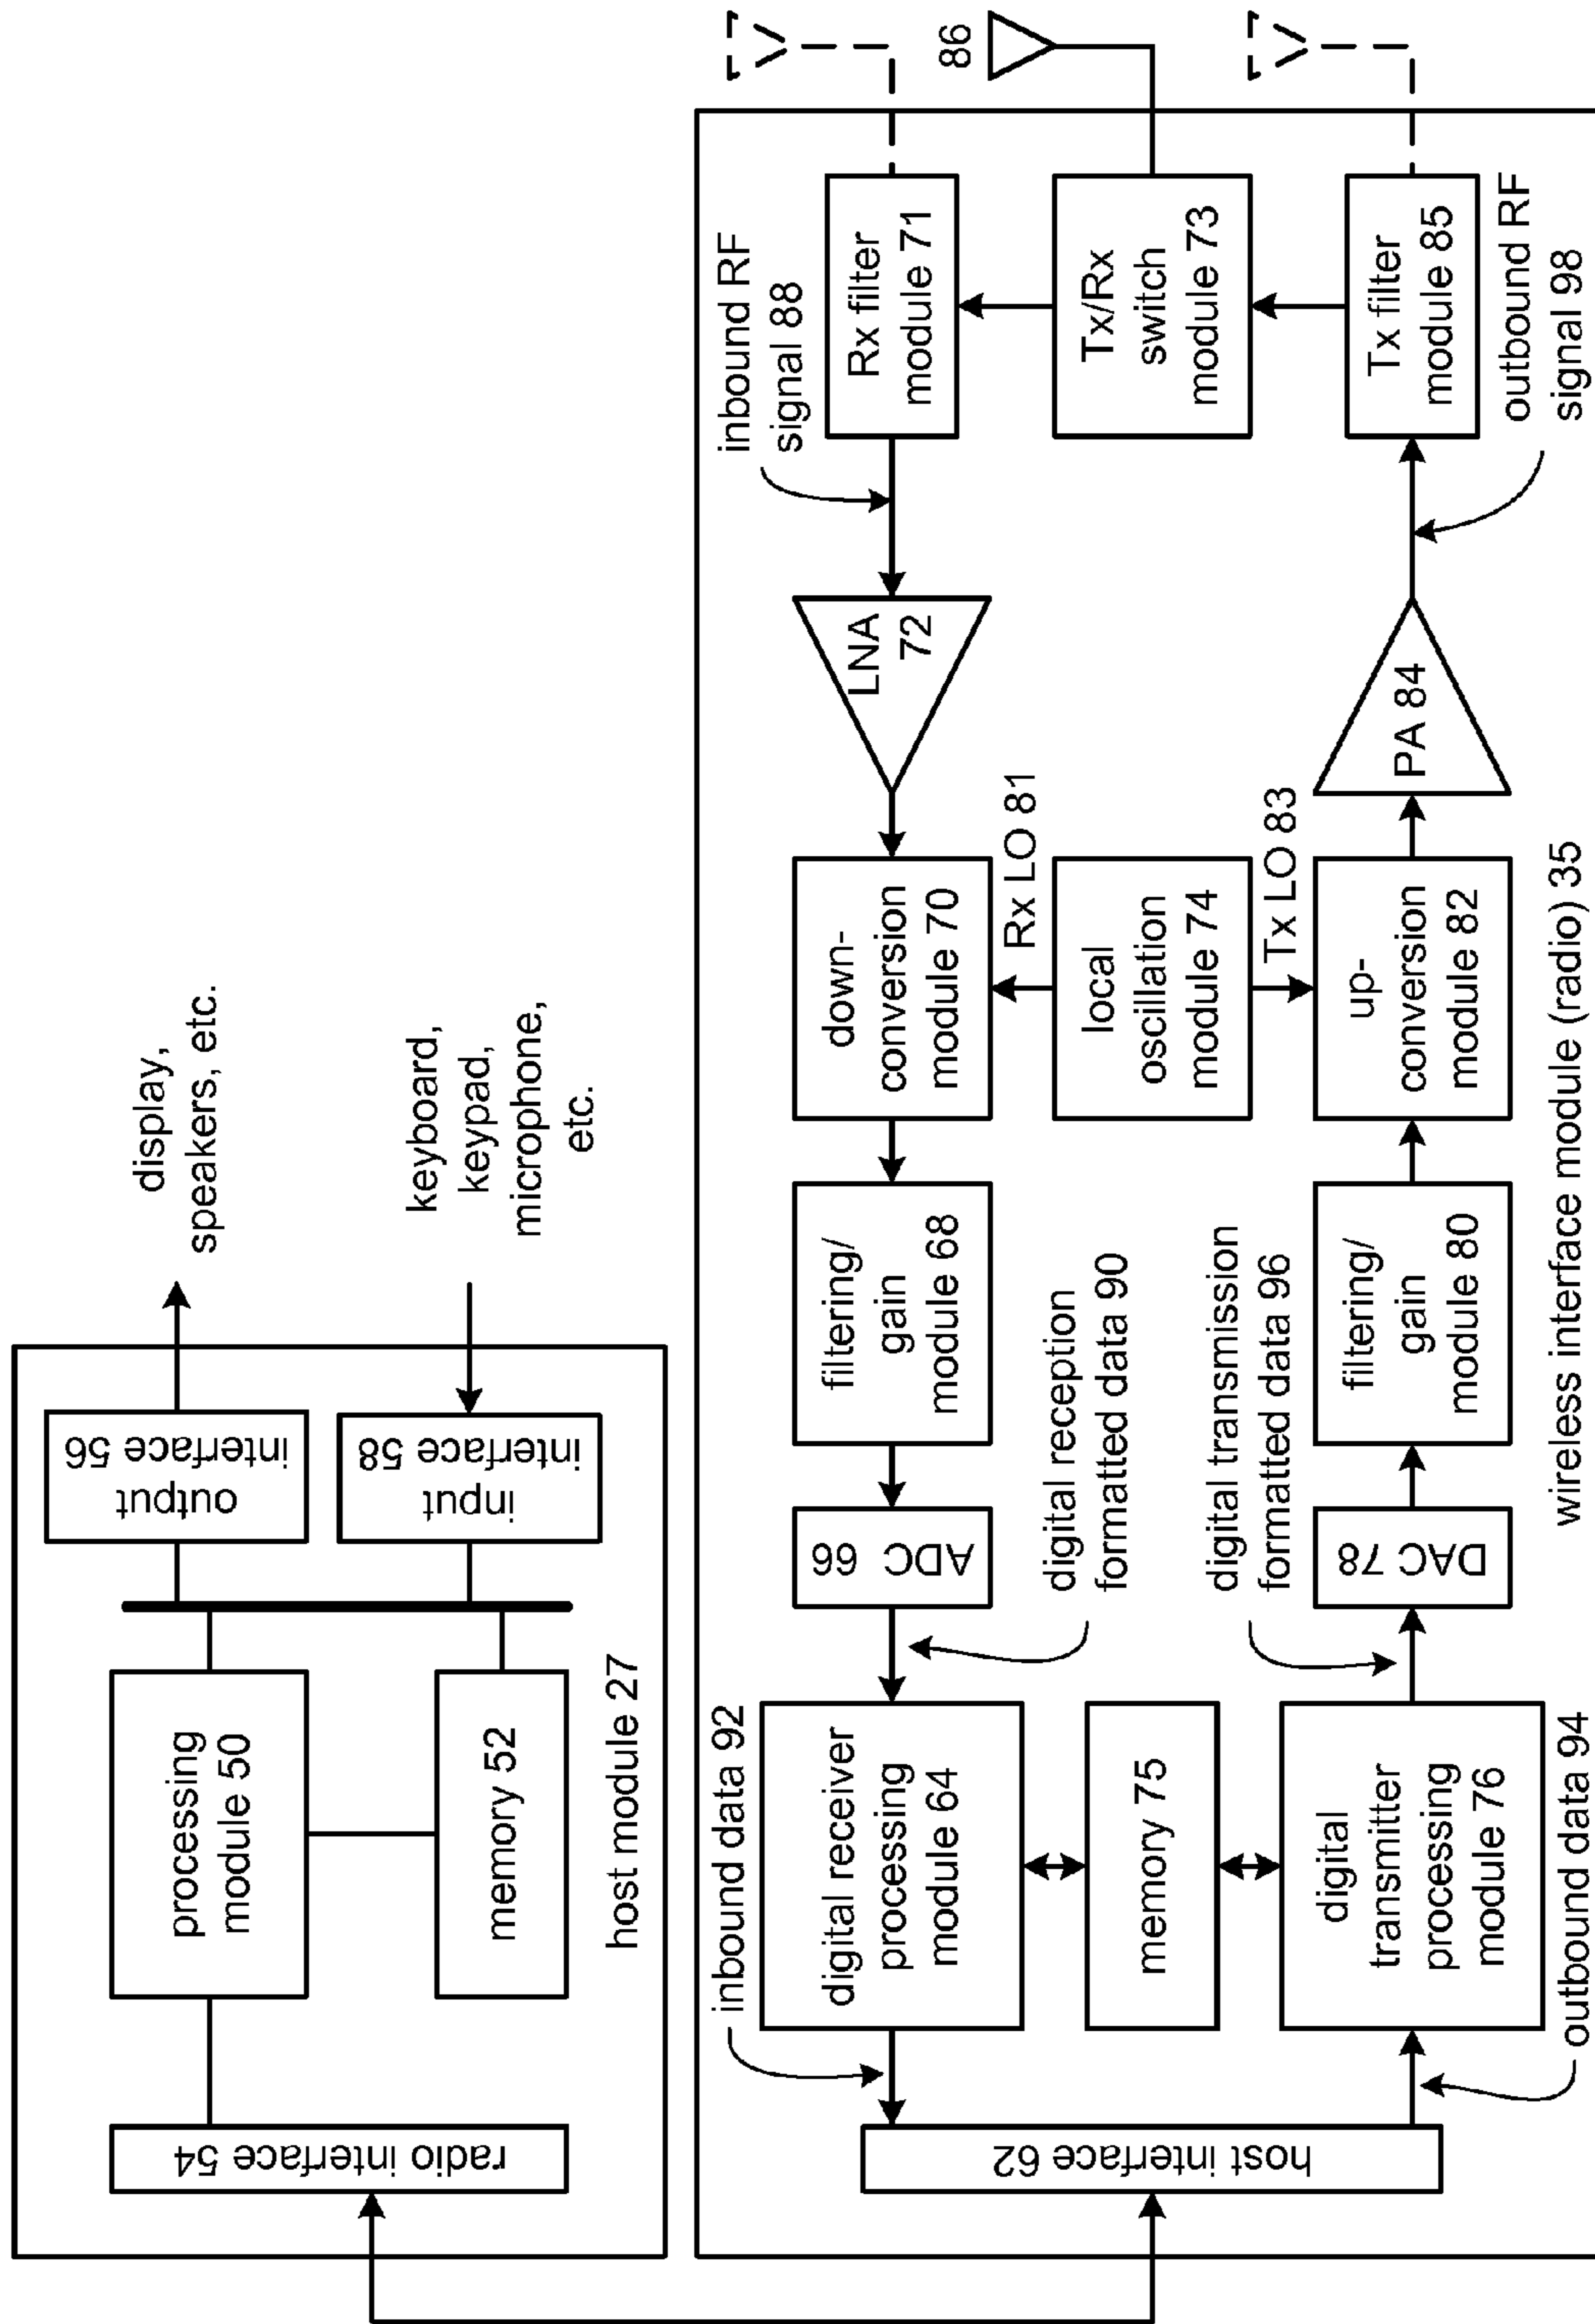 radio interface 54
processing
module 50
memory 52
host module 27
output
interface 56
input
interface 58
display,
speakers, etc.
keyboard,
keypad,
microphone,
etc.
host interface 62
inbound data 92
digital receiver
processing
module 64
memory 75
digital
transmitter
processing
module 76
outbound data 94
ADC 66
digital reception
formatted data 90
digital transmission
formatted data 96
DAC 78
filtering/
gain
module 68
filtering/
gain
module 80
down-
conversion
module 70
Rx LO 81
local
oscillation
module 74
Tx LO 83
up-
conversion
module 82
LNA
72
PA 84
inbound RF
signal 88
Rx filter
module 71
Tx/Rx
switch
module 73
Tx filter
module 85
outbound RF
signal 98
86
wireless interface module (radio) 35